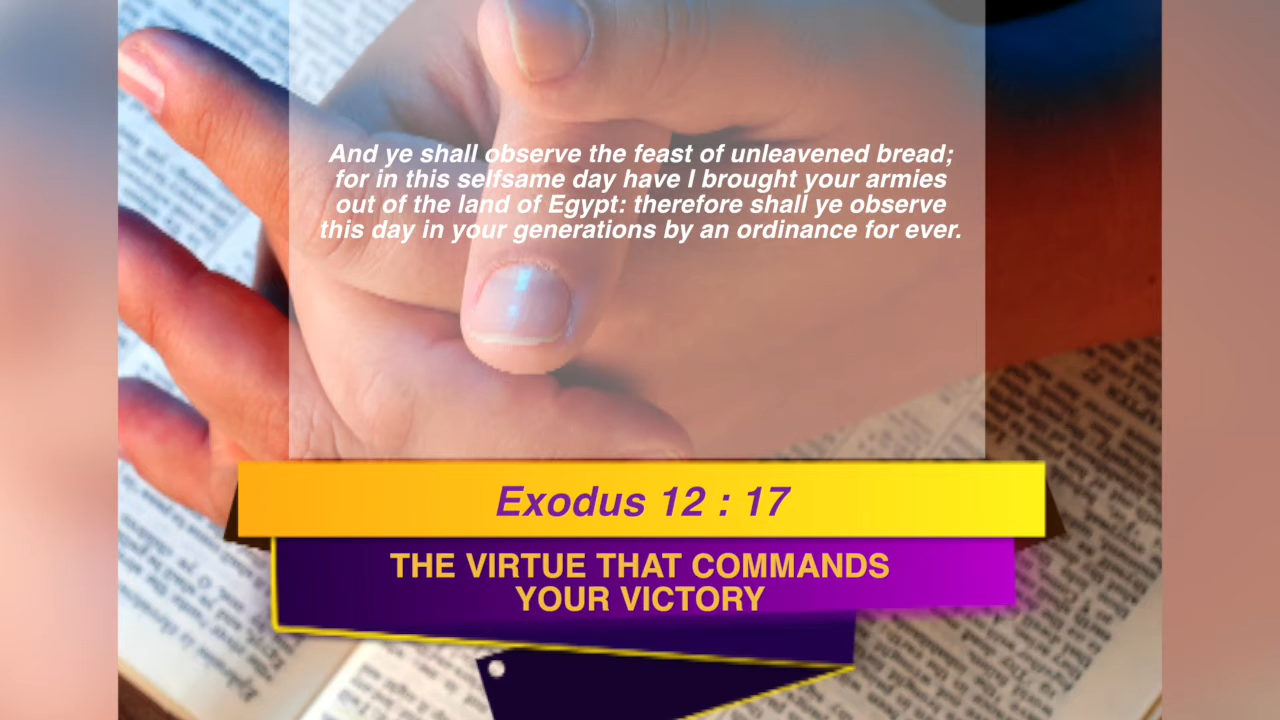 And ye shall observe the feast of unleavened bread;
for in this selfsame day have I brought your armies
out of the land of Egypt: therefore shall ye observe
this day in your generations by an ordinance for ever.
Exodus 12 : 17
THE VIRTUE THAT COMMANDS
YOUR VICTORY